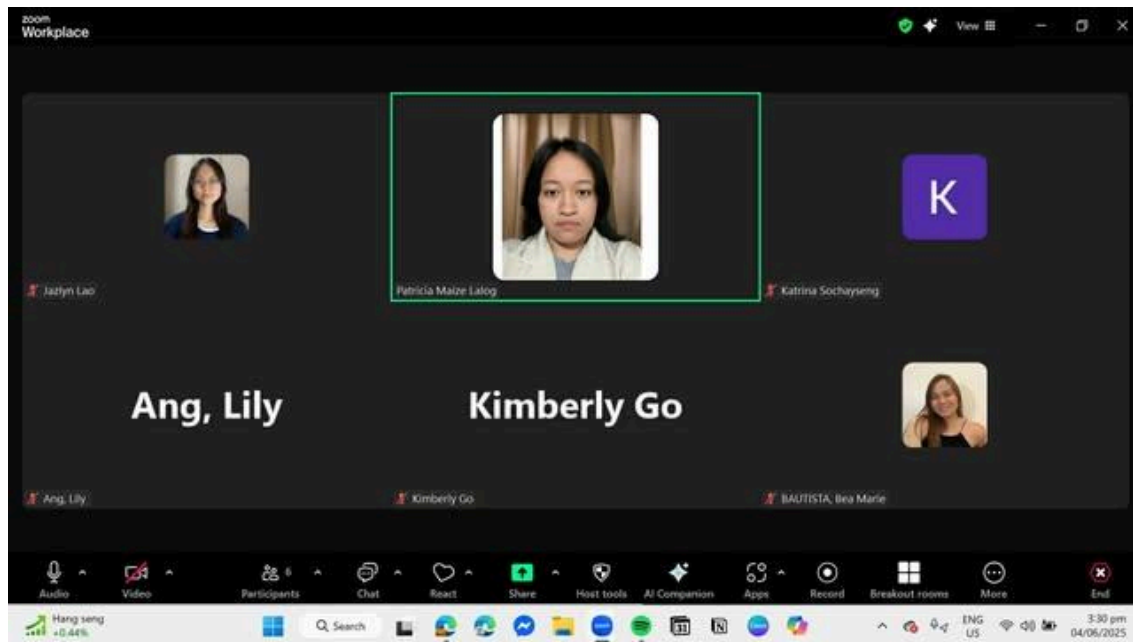 zoom
Workplace
View
Jazlyn Lao
Patricia Maize Lalog
K
Katrina Sochayseng
Ang, Lily
Kimberly Go
Ang, Lily
Kimberly Go
BAUTISTA, Bea Marie
Audio
Video
6
Participants
Chat
React
Share
Host tools
AI Companion
Apps
Record
Breakout rooms
More
End
Hang seng
+0.44%
Search
31
N
zoom
ENG
US
3:30 pm
04/06/2025